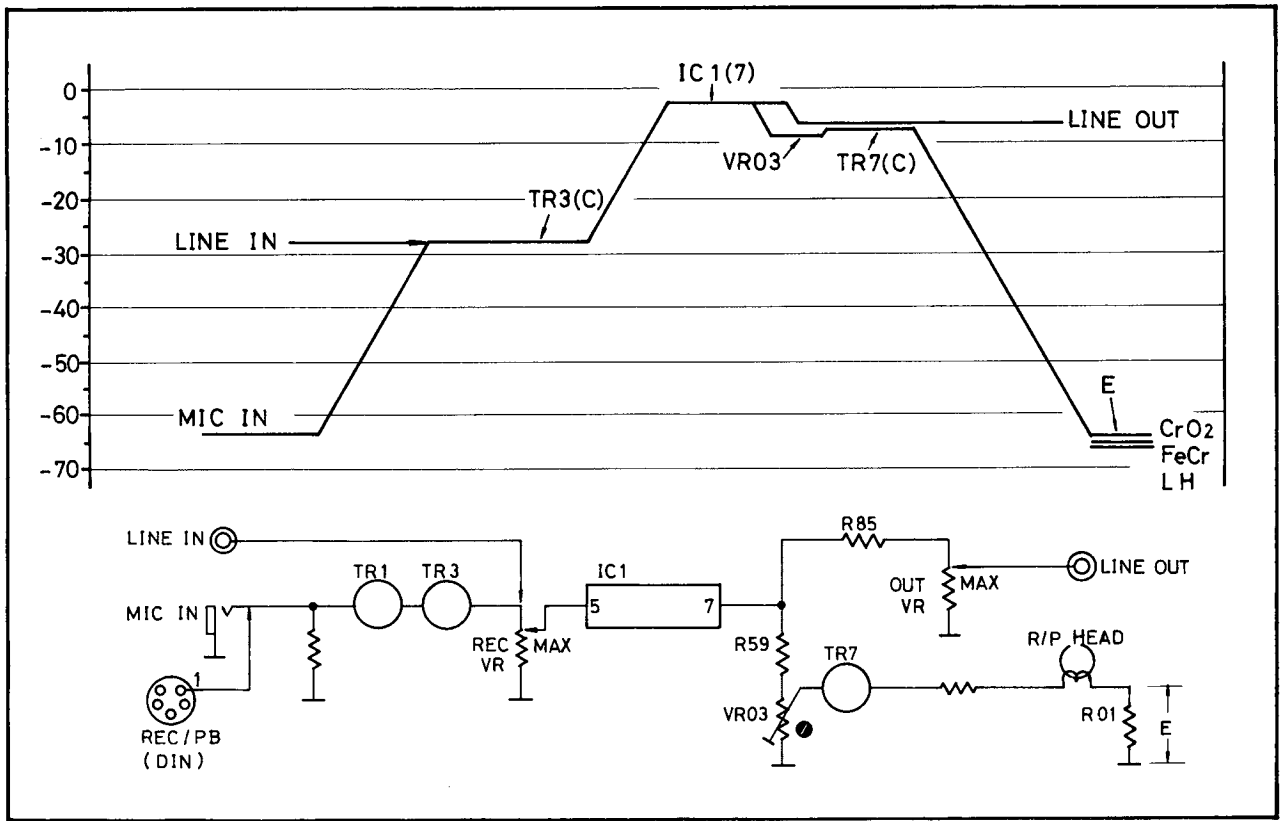 IC1(7)
0
LINE OUT
-10
VR03
TR7(C)
-20
TR3(C)
LINE IN
-30
-40
-50
E
-60
MIC IN
CrO2
FeCr
-70
LH
R85
LINE IN
TR1
TR3
IC1
LINE OUT
OUT VR
MAX
MIC IN
5
7
REC VR
MAX
R59
TR7
R/P HEAD
1
VR03
R01
E
REC/PB
(DIN)